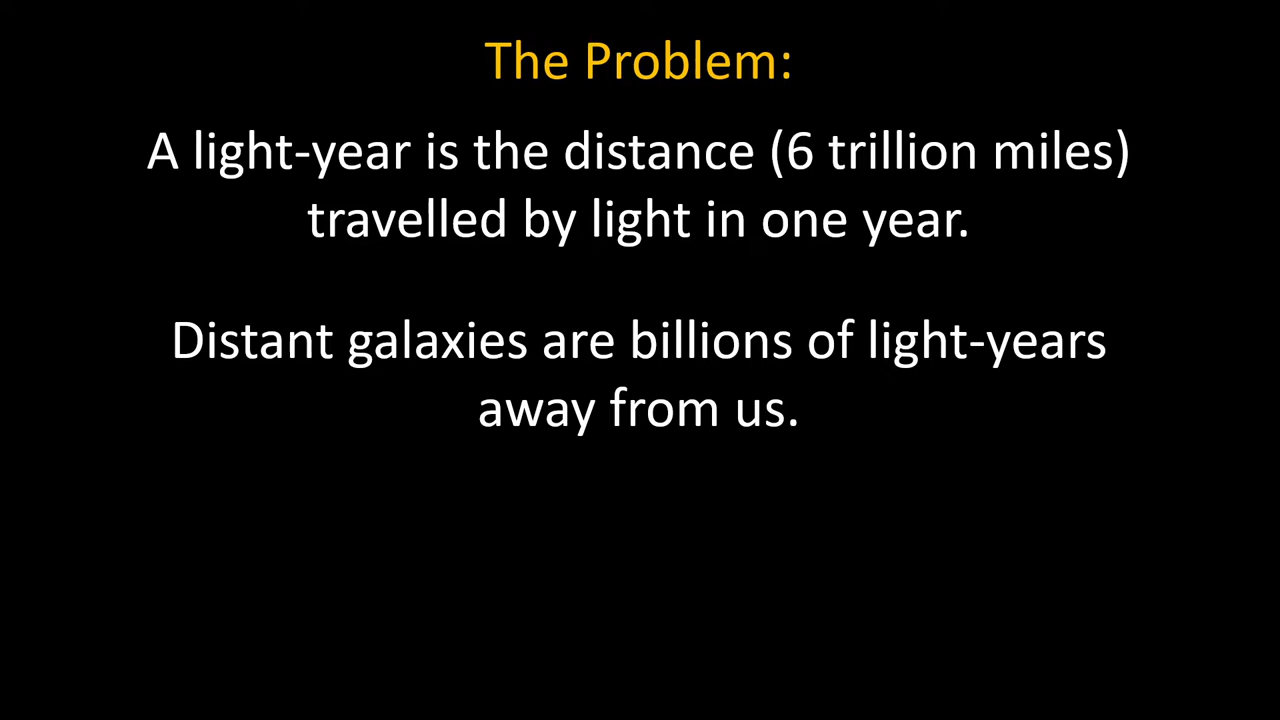 The Problem:
A light-year is the distance (6 trillion miles)
travelled by light in one year.
Distant galaxies are billions of light-years
away from us.